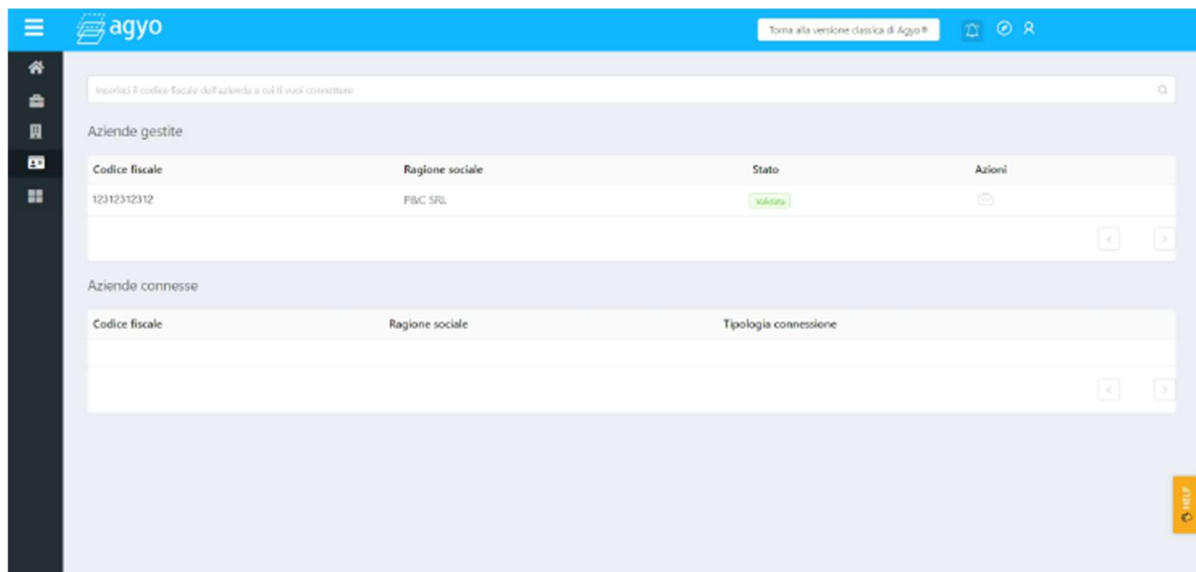 agyo
Torna alla versione classica di Agyo®
Inserisci il codice fiscale dell'azienda a cui ti vuoi connettere
Aziende gestite
Codice fiscale Ragione sociale Stato Azioni
12312312312 P&C SRL Validata
Aziende connesse
Codice fiscale Ragione sociale Tipologia connessione
HELP